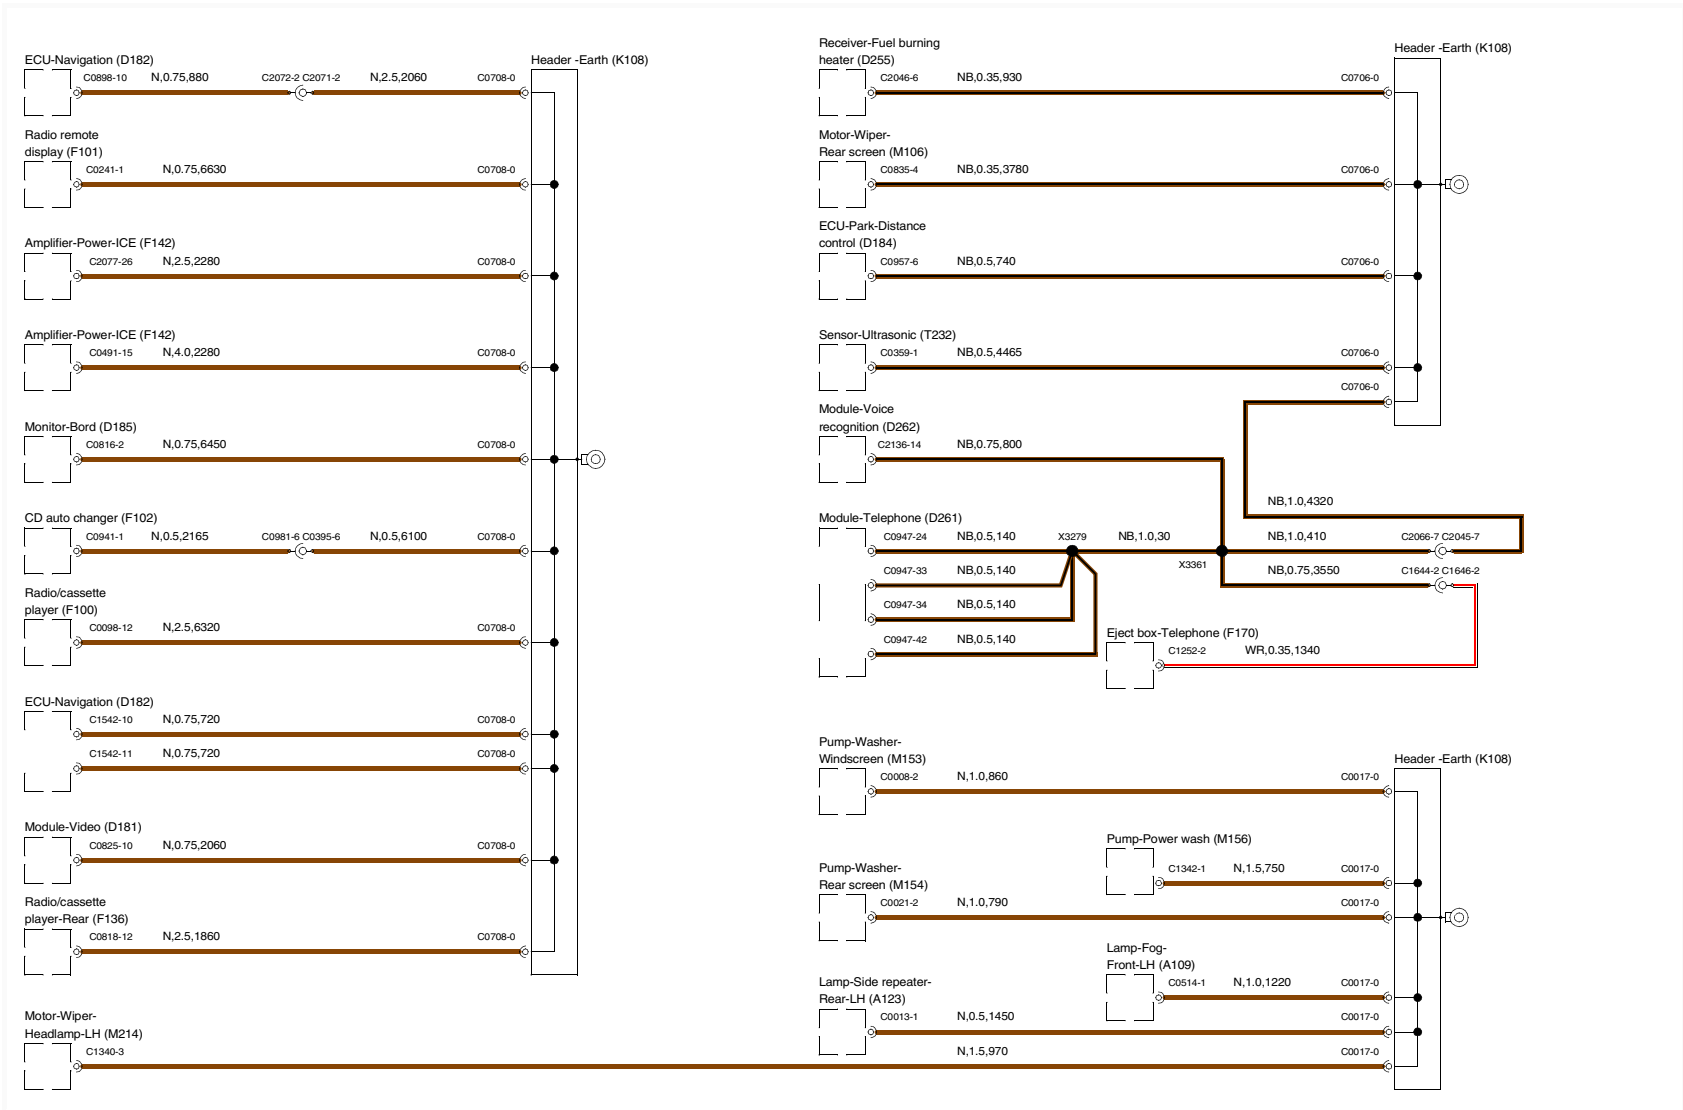 ECU-Navigation (D182)
C0898-10 N,0.75,880 C2072-2 C2071-2 N,2.5,2060 C0708-0
Header -Earth (K108)
Radio remote
display (F101)
C0241-1 N,0.75,6630 C0708-0
Amplifier-Power-ICE (F142)
C2077-26 N,2.5,2280 C0708-0
Amplifier-Power-ICE (F142)
C0491-15 N,4.0,2280 C0708-0
Monitor-Bord (D185)
C0816-2 N,0.75,6450 C0708-0
CD auto changer (F102)
C0941-1 N,0.5,2165 C0981-6 C0395-6 N,0.5,6100 C0708-0
Radio/cassette
player (F100)
C0098-12 N,2.5,6320 C0708-0
ECU-Navigation (D182)
C1542-10 N,0.75,720 C0708-0
C1542-11 N,0.75,720 C0708-0
Module-Video (D181)
C0825-10 N,0.75,2060 C0708-0
Radio/cassette
player-Rear (F136)
C0818-12 N,2.5,1860 C0708-0
Motor-Wiper-
Headlamp-LH (M214)
C1340-3 N,1.5,970 C0017-0
Receiver-Fuel burning
heater (D255)
C2046-6 NB,0.35,930 C0706-0
Header -Earth (K108)
Motor-Wiper-
Rear screen (M106)
C0835-4 NB,0.35,3780 C0706-0
ECU-Park-Distance
control (D184)
C0957-6 NB,0.5,740 C0706-0
Sensor-Ultrasonic (T232)
C0359-1 NB,0.5,4465 C0706-0
C0706-0
Module-Voice
recognition (D262)
C2136-14 NB,0.75,800
NB,1.0,4320
Module-Telephone (D261)
C0947-24 NB,0.5,140 X3279 NB,1.0,30 NB,1.0,410 C2066-7 C2045-7
X3361
C0947-33 NB,0.5,140 NB,0.75,3550 C1644-2 C1646-2
C0947-34 NB,0.5,140
C0947-42 NB,0.5,140
Eject box-Telephone (F170)
C1252-2 WR,0.35,1340
Pump-Washer-
Windscreen (M153)
C0008-2 N,1.0,860 C0017-0
Header -Earth (K108)
Pump-Power wash (M156)
C1342-1 N,1.5,750 C0017-0
Pump-Washer-
Rear screen (M154)
C0021-2 N,1.0,790 C0017-0
Lamp-Fog-
Front-LH (A109)
C0514-1 N,1.0,1220 C0017-0
Lamp-Side repeater-
Rear-LH (A123)
C0013-1 N,0.5,1450 C0017-0